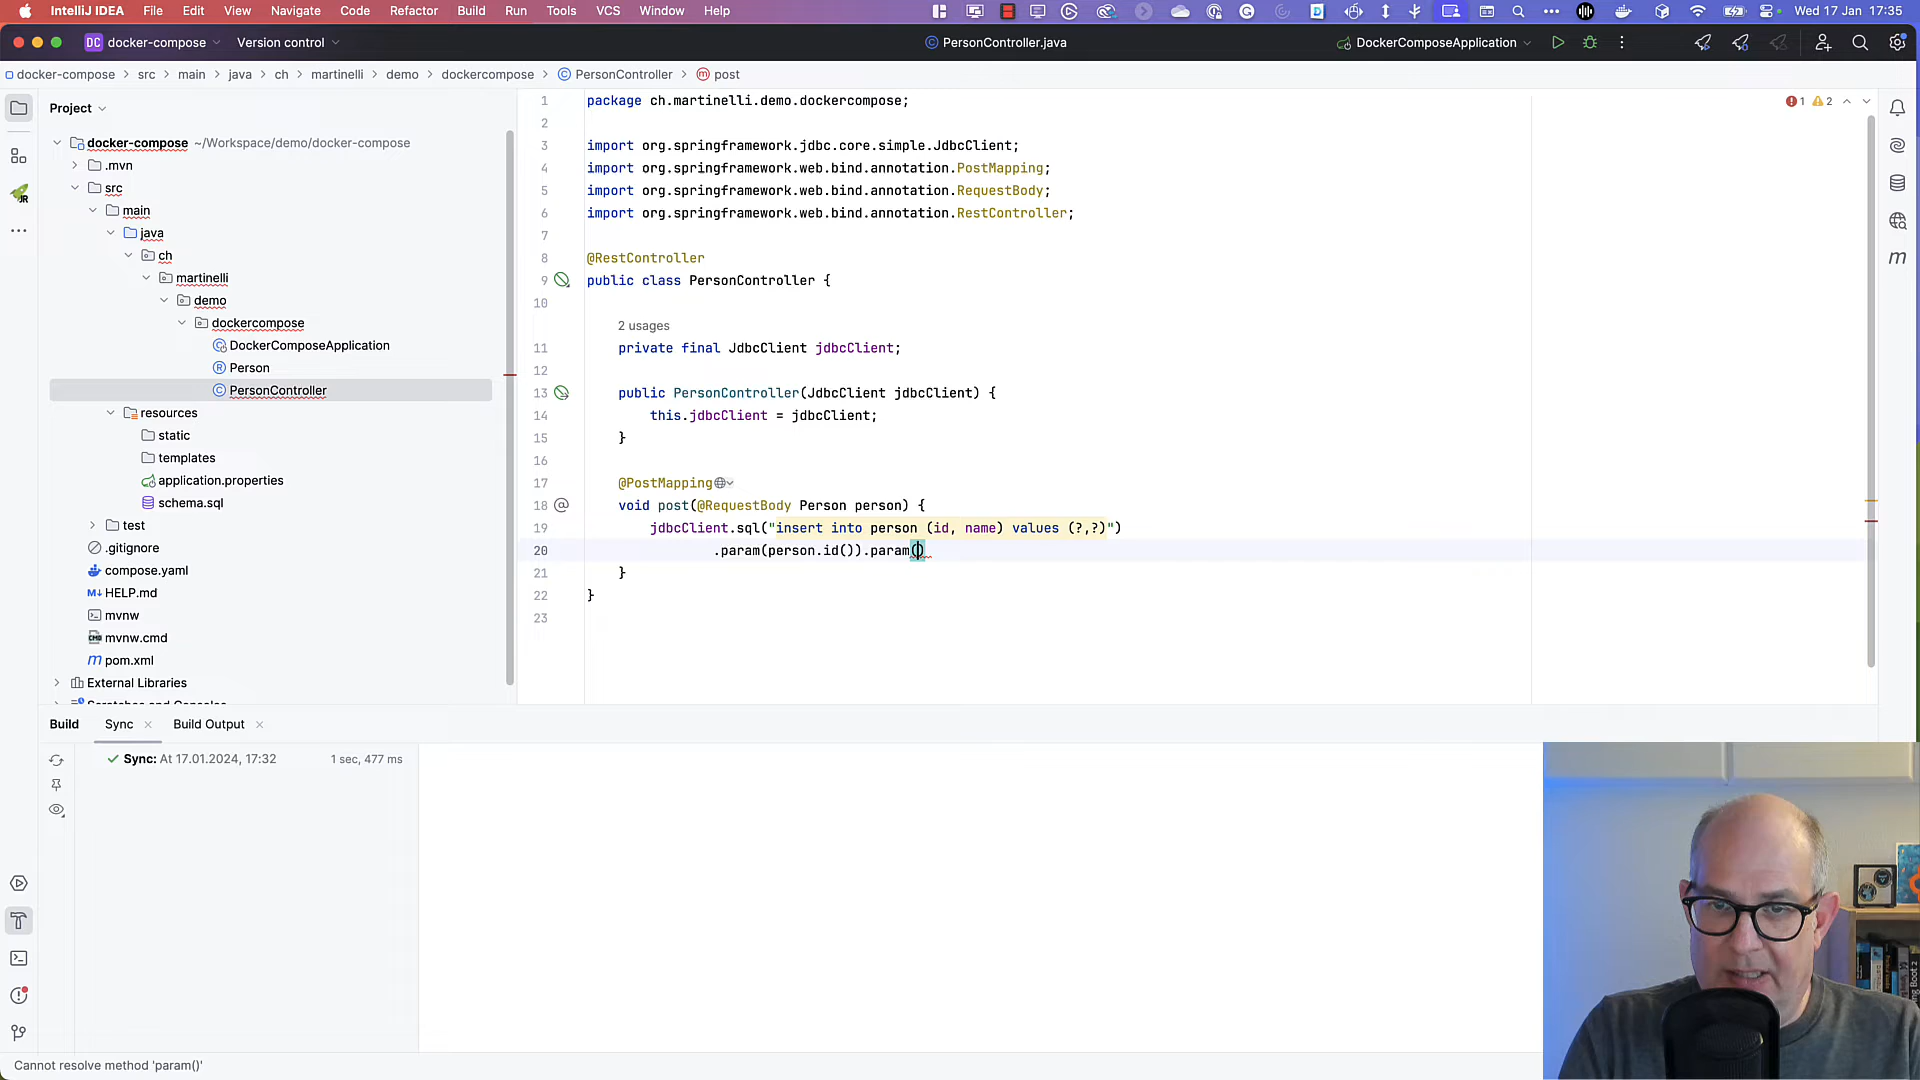 IntelliJ IDEA File Edit View Navigate Code Refactor Build Run Tools VCS Window Help Wed 17 Jan 17:35
DC docker-compose Version control PersonController.java DockerComposeApplication
docker-compose > src > main > java > ch > martinelli > demo > dockercompose > PersonController > post
Project
docker-compose ~/Workspace/demo/docker-compose
.mvn
src
main
java
ch
martinelli
demo
dockercompose
DockerComposeApplication
Person
PersonController
resources
static
templates
application.properties
schema.sql
test
.gitignore
compose.yaml
HELP.md
mvnw
mvnw.cmd
pom.xml
External Libraries
Scratches and Consoles
1 package ch.martinelli.demo.dockercompose;
2
3 import org.springframework.jdbc.core.simple.JdbcClient;
4 import org.springframework.web.bind.annotation.PostMapping;
5 import org.springframework.web.bind.annotation.RequestBody;
6 import org.springframework.web.bind.annotation.RestController;
7
8 @RestController
9 public class PersonController {
10
2 usages
11 private final JdbcClient jdbcClient;
12
13 public PersonController(JdbcClient jdbcClient) {
14 this.jdbcClient = jdbcClient;
15 }
16
17 @PostMapping
18 void post(@RequestBody Person person) {
19 jdbcClient.sql("insert into person (id, name) values (?,?)")
20 .param(person.id()).param()
21 }
22 }
23
1 2
Build Sync Build Output
Sync: At 17.01.2024, 17:32 1 sec, 477 ms
Cannot resolve method 'param()'